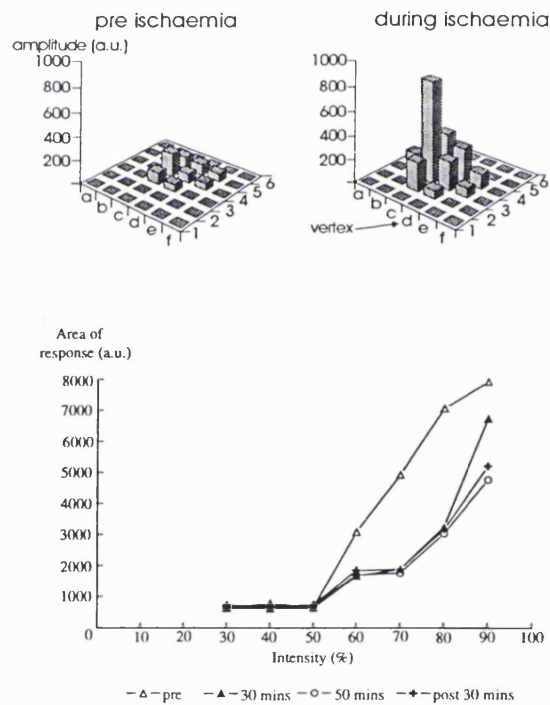 pre ischaemia
during ischaemia
amplitude (a.u.)
1000
800
600
400
200
a b c d e f
1 2 3 4 5 6
1000
800
600
400
200
a b c d e f
1 2 3 4 5 6
vertex
Area of
response (a.u.)
8000
7000
6000
5000
4000
3000
2000
1000
0
10 20 30 40 50 60 70 80 90 100
Intensity (%)
pre 30 mins 50 mins post 30 mins